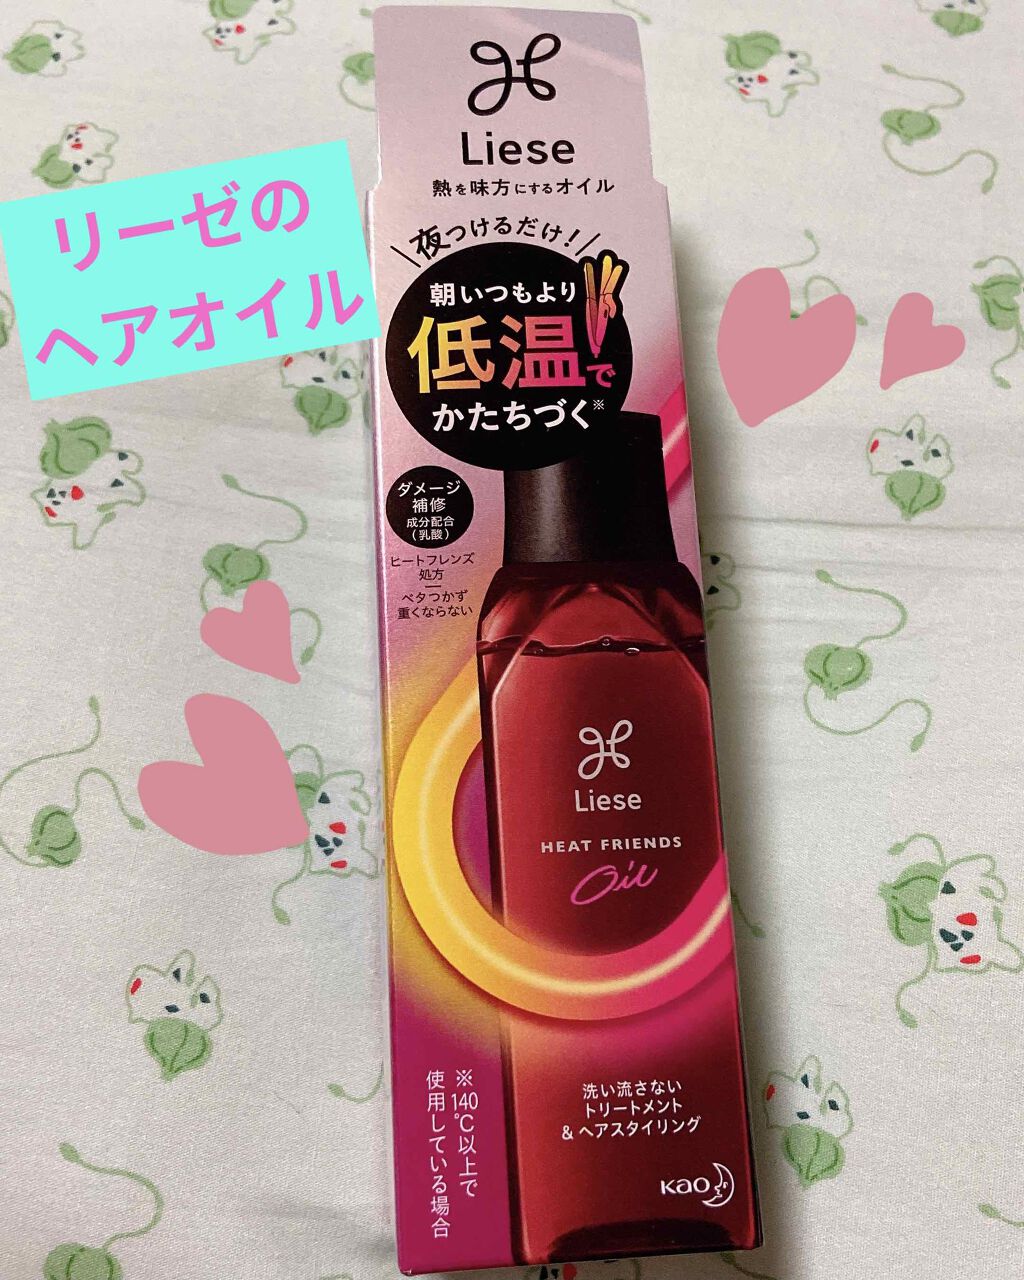 リーゼの
ヘアオイル
Liese
熱を味方にするオイル
夜つけるだけ!
朝いつもより
低温で
かたちづく※
ダメージ
補修
成分配合
(乳酸)
ヒートフレンズ
処方
ベタつかず
重くならない
Liese
HEAT FRIENDS
Oil
※140℃以上で
使用している場合
洗い流さない
トリートメント
&ヘアスタイリング
Kao